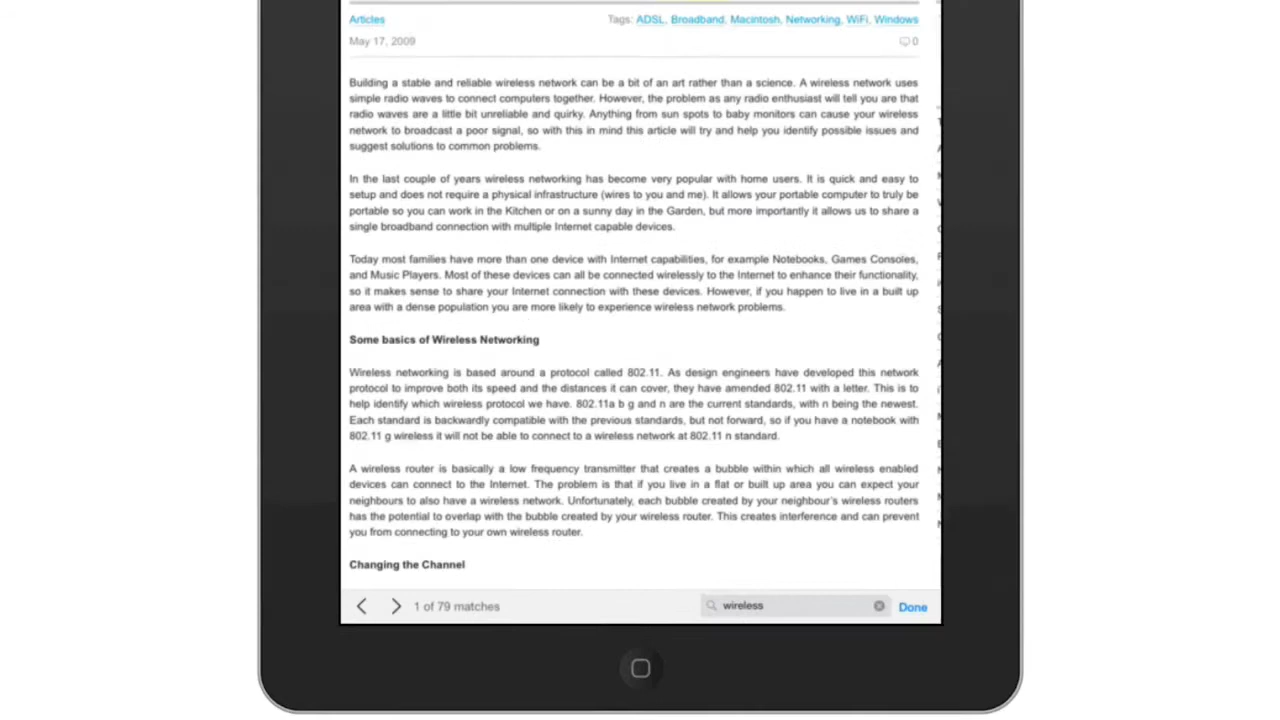 Articles Tags: ADSL, Broadband, Macintosh, Networking, WiFi, Windows
May 17, 2009 0
Building a stable and reliable wireless network can be a bit of an art rather than a science. A wireless network uses
simple radio waves to connect computers together. However, the problem as any radio enthusiast will tell you are that
radio waves are a little bit unreliable and quirky. Anything from sun spots to baby monitors can cause your wireless
network to broadcast a poor signal, so with this in mind this article will try and help you identify possible issues and
suggest solutions to common problems.
In the last couple of years wireless networking has become very popular with home users. It is quick and easy to
setup and does not require a physical infrastructure (wires to you and me). It allows your portable computer to truly be
portable so you can work in the Kitchen or on a sunny day in the Garden, but more importantly it allows us to share a
single broadband connection with multiple Internet capable devices.
Today most families have more than one device with Internet capabilities, for example Notebooks, Games Consoles,
and Music Players. Most of these devices can all be connected wirelessly to the Internet to enhance their functionality,
so it makes sense to share your Internet connection with these devices. However, if you happen to live in a built up
area with a dense population you are more likely to experience wireless network problems.
Some basics of Wireless Networking
Wireless networking is based around a protocol called 802.11. As design engineers have developed this network
protocol to improve both its speed and the distances it can cover, they have amended 802.11 with a letter. This is to
help identify which wireless protocol we have. 802.11a b g and n are the current standards, with n being the newest.
Each standard is backwardly compatible with the previous standards, but not forward, so if you have a notebook with
802.11 g wireless it will not be able to connect to a wireless network at 802.11 n standard.
A wireless router is basically a low frequency transmitter that creates a bubble within which all wireless enabled
devices can connect to the Internet. The problem is that if you live in a flat or built up area you can expect your
neighbours to also have a wireless network. Unfortunately, each bubble created by your neighbour's wireless routers
has the potential to overlap with the bubble created by your wireless router. This creates interference and can prevent
you from connecting to your own wireless router.
Changing the Channel
1 of 79 matches wireless Done